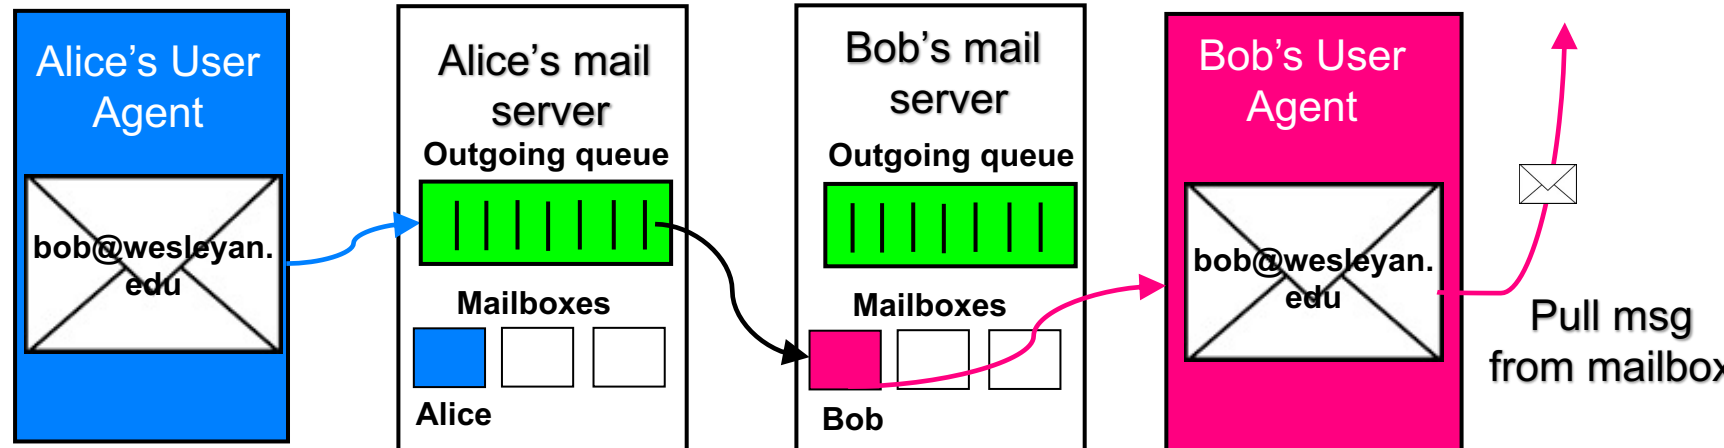 Alice’s User
Agent
bob@wesleyan.
edu
Alice’s mail
server
Outgoing queue
Mailboxes
Alice
Bob’s mail
server
Outgoing queue
Mailboxes
Bob
Bob’s User
Agent
bob@wesleyan.
edu
Pull msg
from mailbox